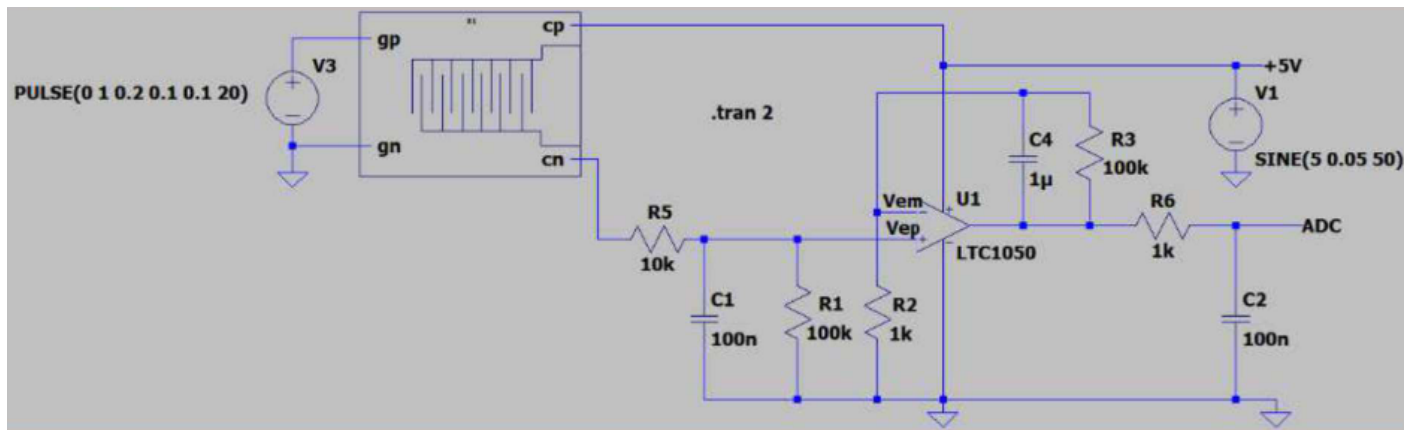 cp
gp
V3
PULSE(0 1 0.2 0.1 0.1 20)
gn
cn
.tran 2
+5V
V1
SINE(5 0.05 50)
C4
1µ
R3
100k
R5
10k
Vem
Vep
U1
LTC1050
R6
1k
ADC
C1
100n
R1
100k
R2
1k
C2
100n